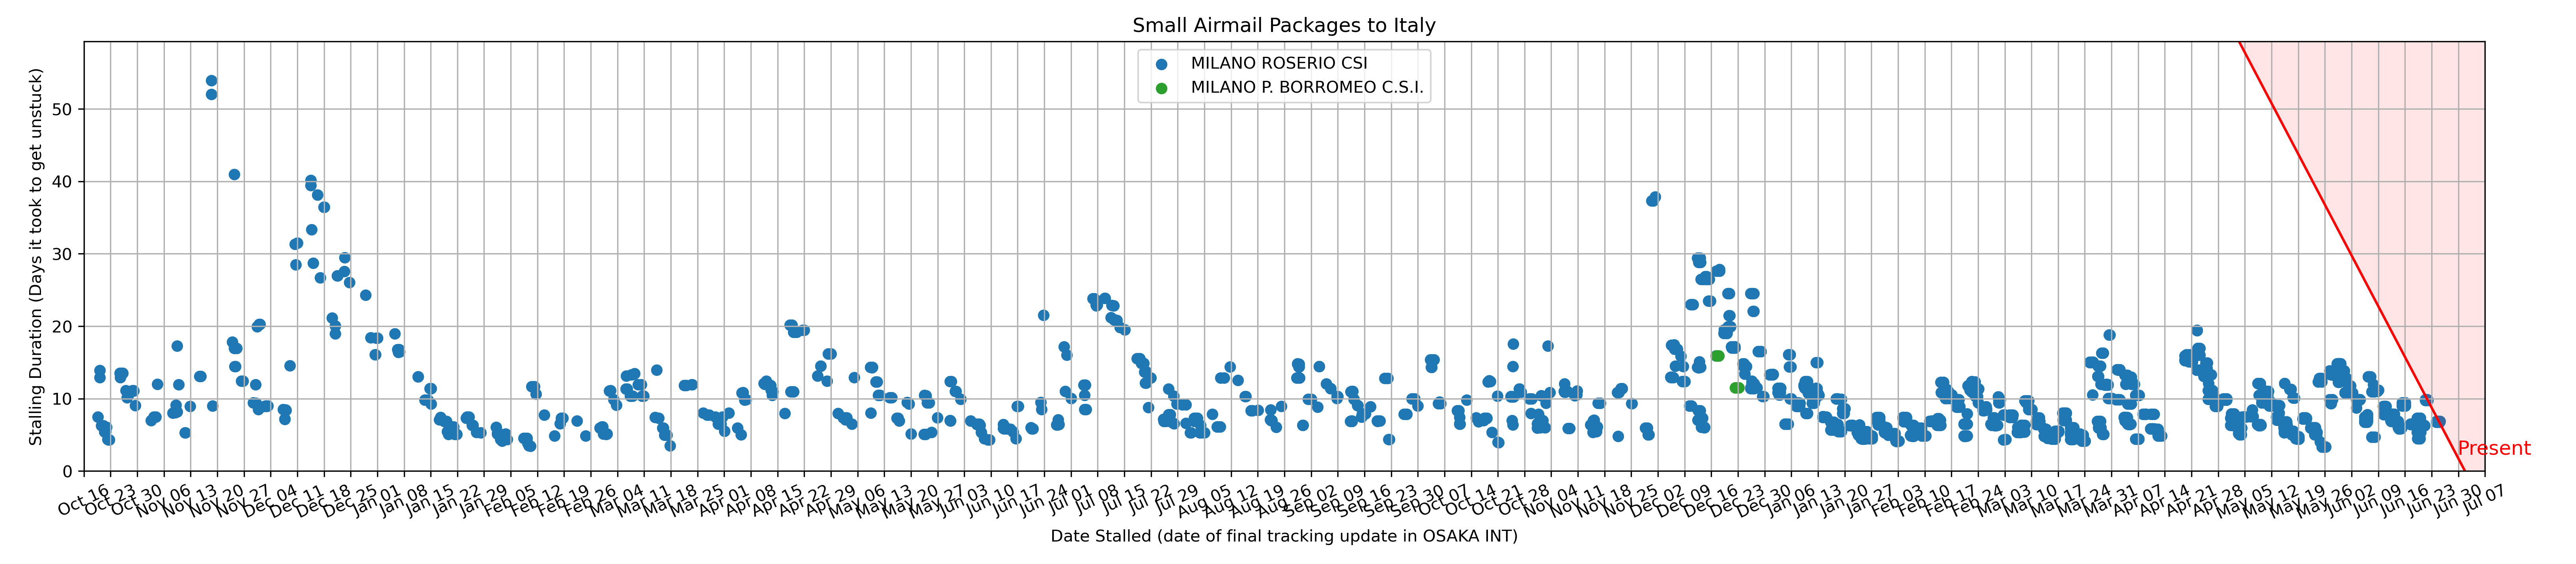 Small Airmail Packages to Italy
MILANO ROSERIO CSI
MILANO P. BORROMEO C.S.I.
Stalling Duration (Days it took to get unstuck)
50
40
30
20
10
0
Present
Oct 16
Oct 23
Oct 30
Nov 06
Nov 13
Nov 20
Nov 27
Dec 04
Dec 11
Dec 18
Dec 25
Jan 01
Jan 08
Jan 15
Jan 22
Jan 29
Feb 05
Feb 12
Feb 19
Feb 26
Mar 04
Mar 11
Mar 18
Mar 25
Apr 01
Apr 08
Apr 15
Apr 22
Apr 29
May 06
May 13
May 20
May 27
Jun 03
Jun 10
Jun 17
Jun 24
Jul 01
Jul 08
Jul 15
Jul 22
Jul 29
Aug 05
Aug 12
Aug 19
Aug 26
Sep 02
Sep 09
Sep 16
Sep 23
Sep 30
Oct 07
Oct 14
Oct 21
Oct 28
Nov 04
Nov 11
Nov 18
Nov 25
Dec 02
Dec 09
Dec 16
Dec 23
Dec 30
Jan 06
Jan 13
Jan 20
Jan 27
Feb 03
Feb 10
Feb 17
Feb 24
Mar 03
Mar 10
Mar 17
Mar 24
Mar 31
Apr 07
Apr 14
Apr 21
Apr 28
May 05
May 12
May 19
May 26
Jun 02
Jun 09
Jun 16
Jun 23
Jun 30
Jul 07
Date Stalled (date of final tracking update in OSAKA INT)